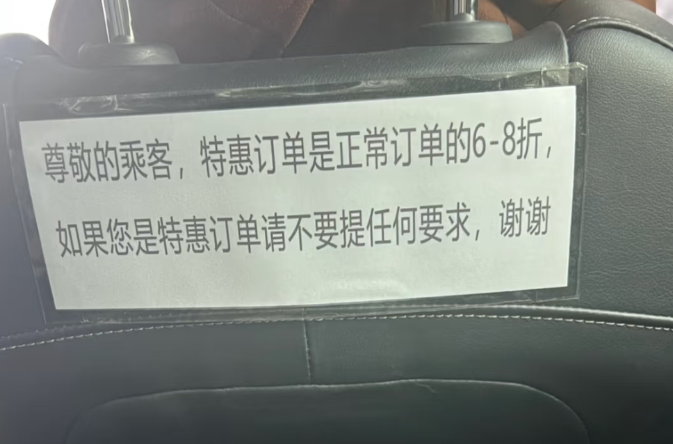 尊敬的乘客，特惠订单是正常订单的6-8折，
如果您是特惠订单请不要提任何要求，谢谢